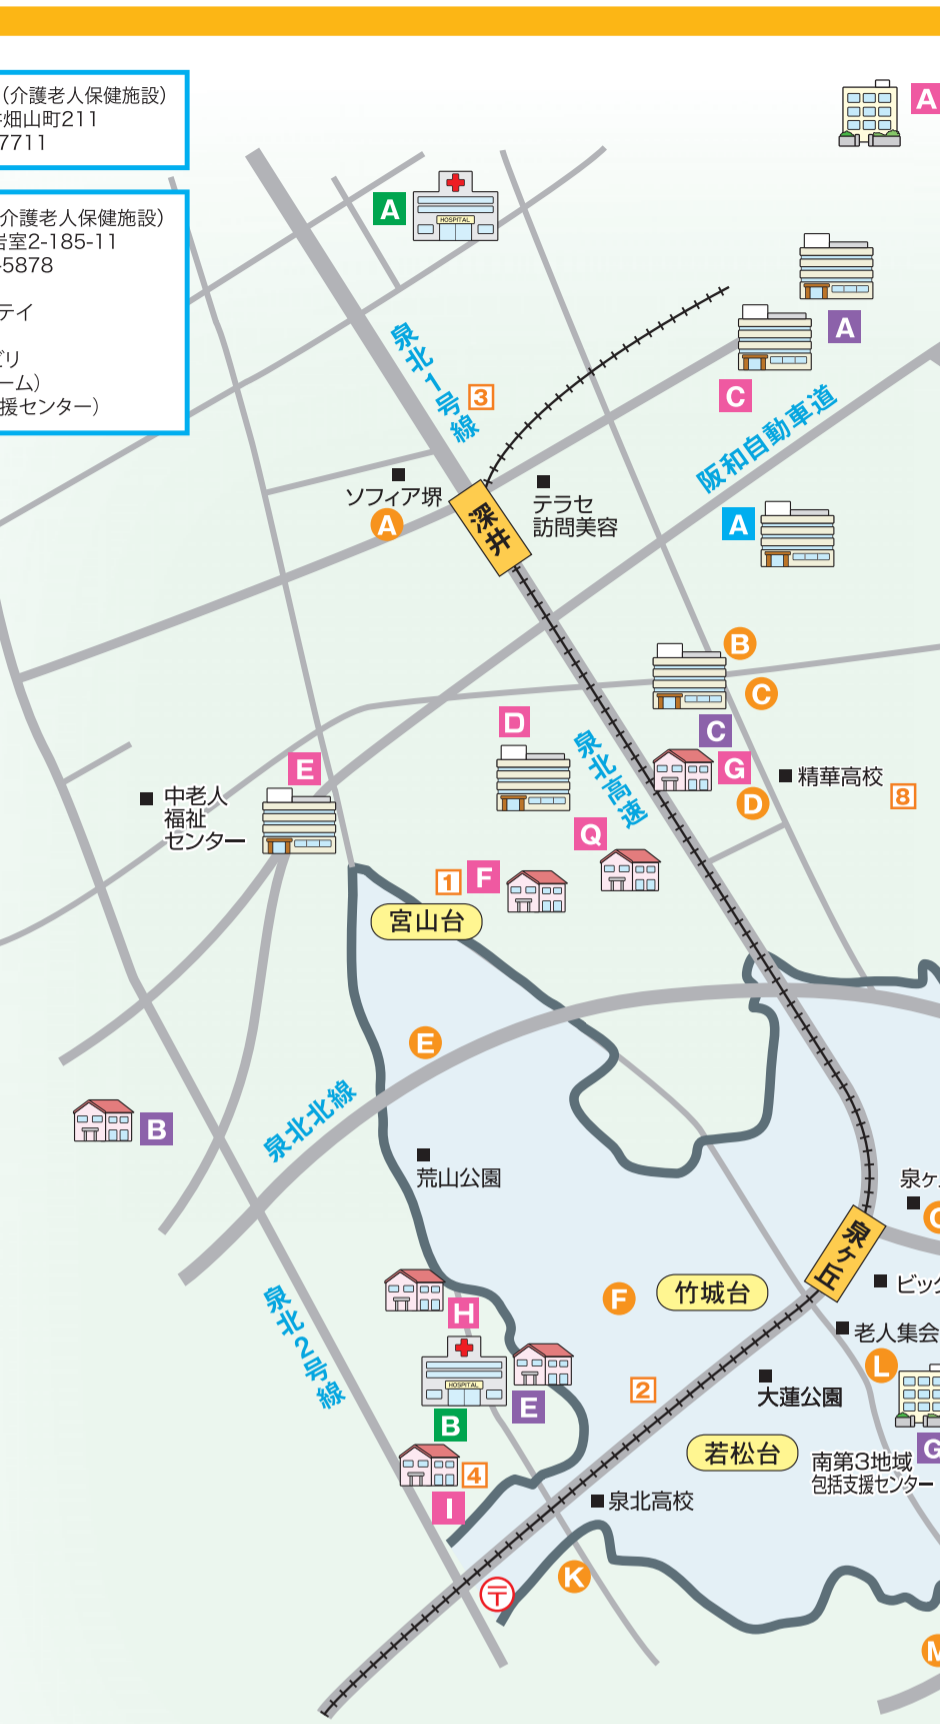 (介護老人保健施設)
畑山町211
7711
介護老人保健施設)
岩室2-185-11
-5878
テイ
ビリ
ーム)
援センター)
A
A
HOSPITAL
A
C
泉北1号線
3
阪和自動車道
ソフィア堺
A
深井
テラセ
訪問美容
A
B
C
C
D
泉北高速
G
D
精華高校
8
E
中老人
福祉
センター
Q
1
F
宮山台
E
泉北北線
B
荒山公園
泉ケ
泉ケ丘
ビッグ
H
F
竹城台
老人集会
L
泉北2号線
HOSPITAL
E
B
2
大蓮公園
G
若松台
南第3地域
包括支援センター
4
I
泉北高校
K
〒
M